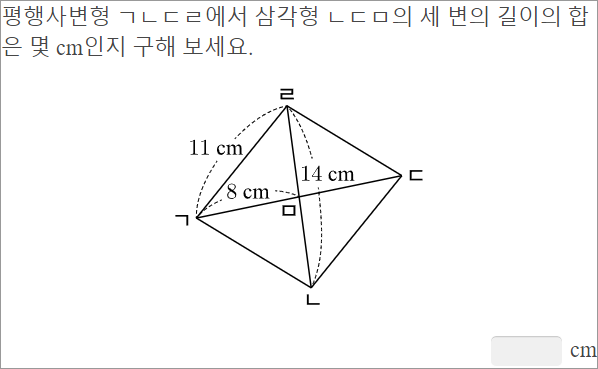 평행사변형 ㄱㄴㄷㄹ에서 삼각형 ㄴㄷㅁ의 세 변의 길이의 합
은 몇 cm인지 구해 보세요.
ㄹ
11 cm
14 cm
ㄷ
8 cm
ㄱ
ㅁ
ㄴ
cm